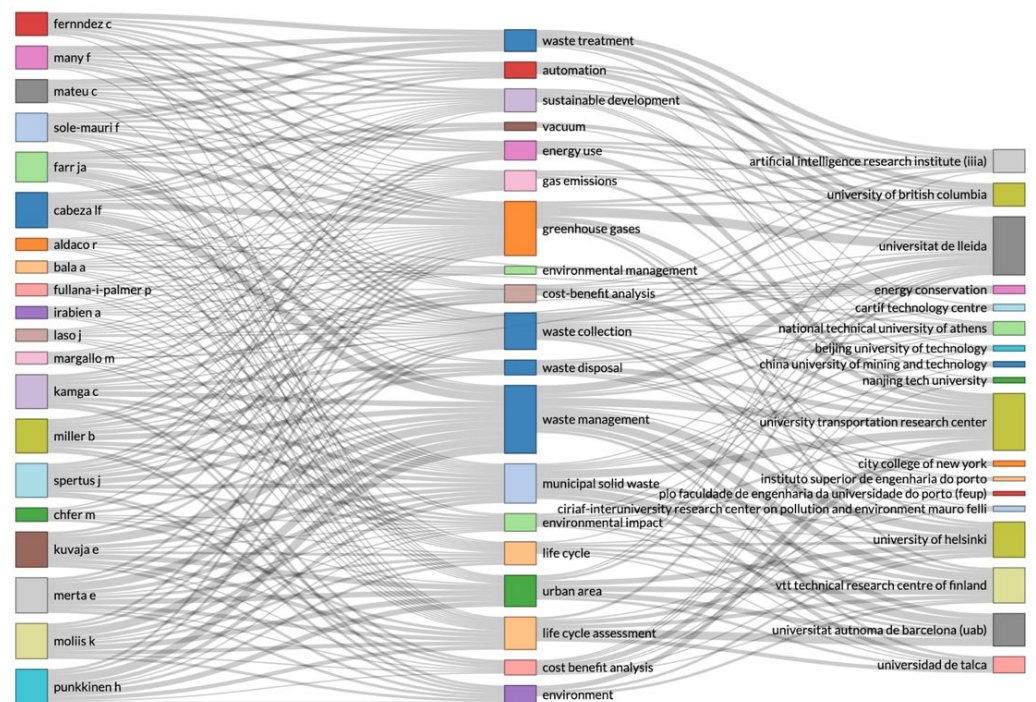 fernndez c
many f
mateu c
sole-mauri f
farr ja
cabeza lf
aldaco r
bala a
fullana-i-palmer p
irabien a
laso j
margallo m
kamga c
miller b
spertus j
chfer m
kuvaja e
merta e
moliis k
punkkinen h
waste treatment
automation
sustainable development
vacuum
energy use
gas emissions
greenhouse gases
environmental management
cost-benefit analysis
waste collection
waste disposal
waste management
municipal solid waste
environmental impact
life cycle
urban area
life cycle assessment
cost benefit analysis
environment
artificial intelligence research institute (iiia)
university of british columbia
universitat de lleida
energy conservation
cartif technology centre
national technical university of athens
beijing university of technology
china university of mining and technology
nanjing tech university
university transportation research center
city college of new york
instituto superior de engenharia do porto
plo faculdade de engenharia da universidade do porto (feup)
ciriaf-interuniversity research center on pollution and environment mauro felli
university of helsinki
vtt technical research centre of finland
universitat autnoma de barcelona (uab)
universidad de talca